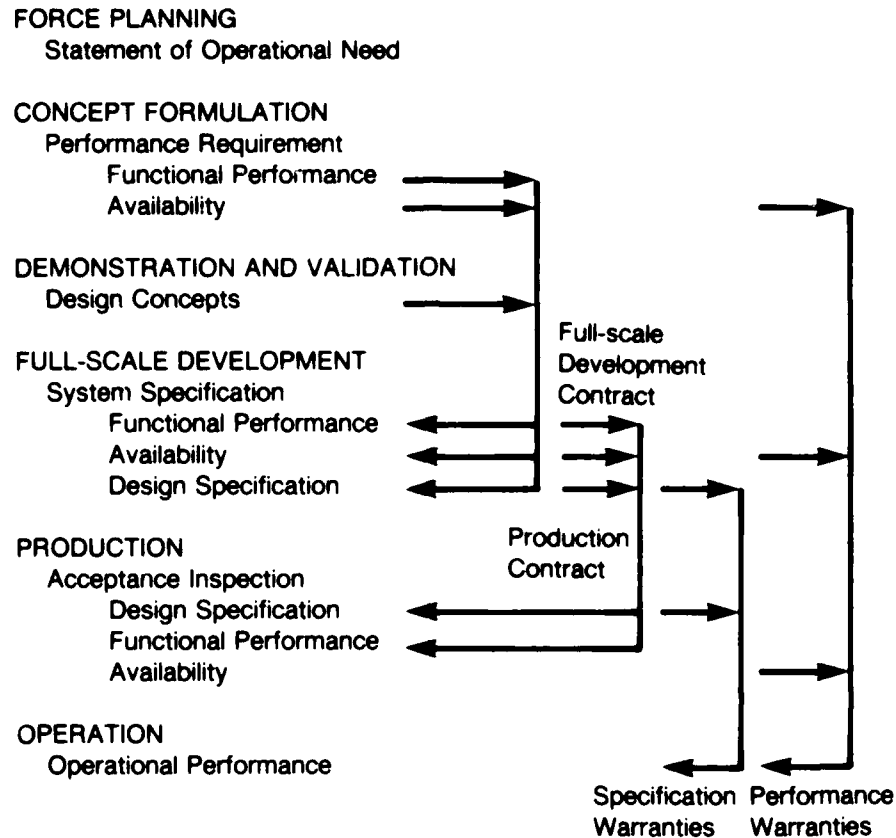 FORCE PLANNING
Statement of Operational Need
CONCEPT FORMULATION
Performance Requirement
Functional Performance
Availability
DEMONSTRATION AND VALIDATION
Design Concepts
Full-scale
Development
Contract
FULL-SCALE DEVELOPMENT
System Specification
Functional Performance
Availability
Design Specification
Production
Contract
PRODUCTION
Acceptance Inspection
Design Specification
Functional Performance
Availability
OPERATION
Operational Performance
Specification
Warranties
Performance
Warranties